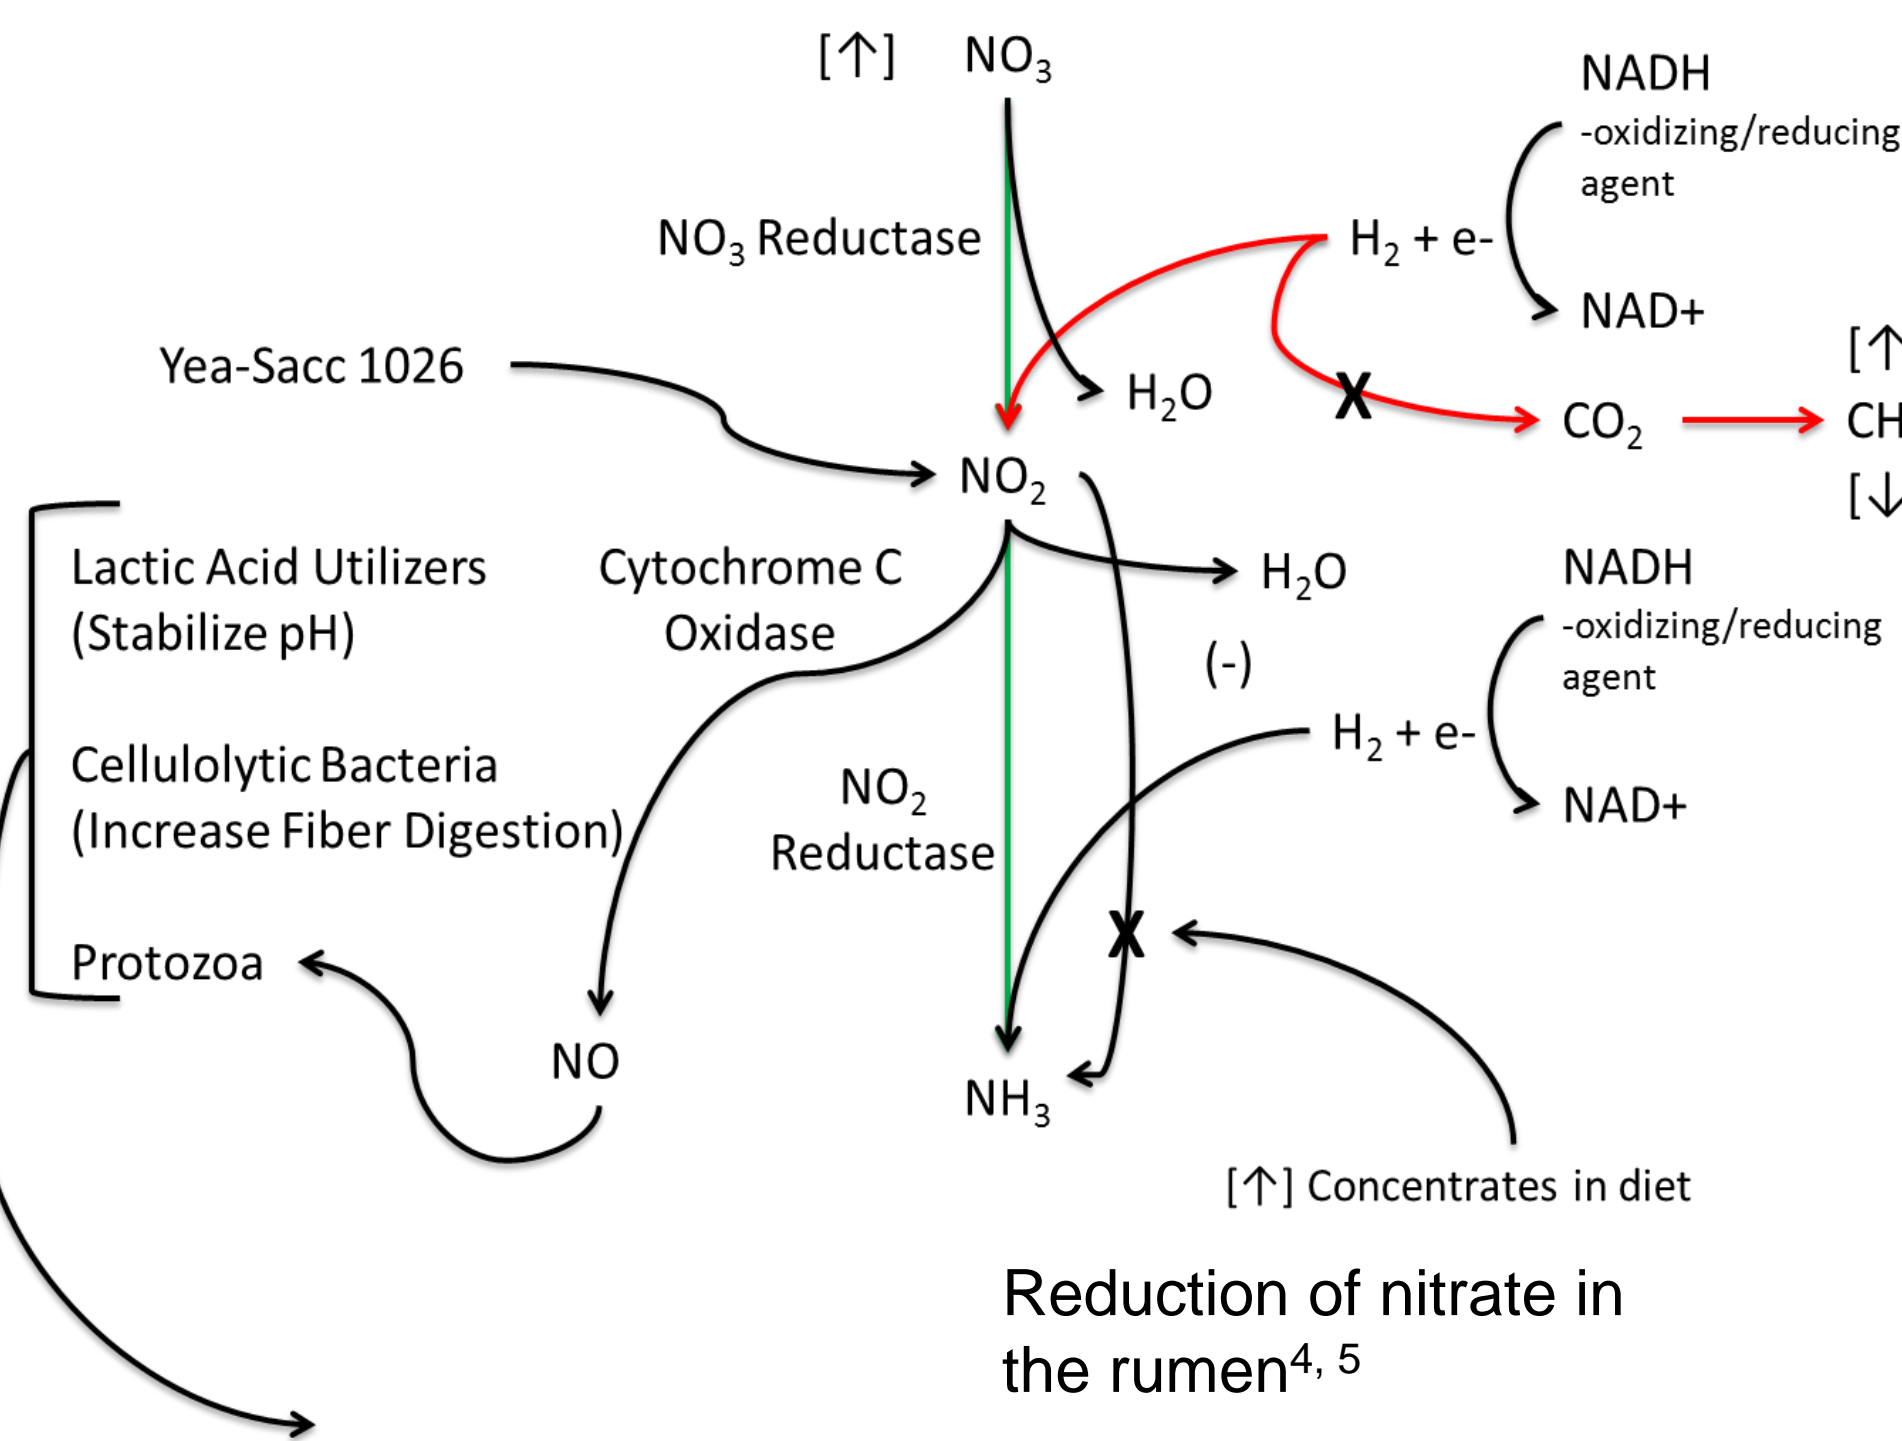 [↑] NO₃
NADH
-oxidizing/reducing
agent
NO₃ Reductase
H₂ + e-
NAD+
Yea-Sacc 1026
H₂O
[↑
X
CO₂
CH
NO₂
[↓
Lactic Acid Utilizers
(Stabilize pH)
Cytochrome C
Oxidase
H₂O
NADH
-oxidizing/reducing
agent
(-)
H₂ + e-
NAD+
Cellulolytic Bacteria
(Increase Fiber Digestion)
NO₂
Reductase
X
Protozoa
NO
NH₃
[↑] Concentrates in diet
Reduction of nitrate in
the rumen⁴, ⁵